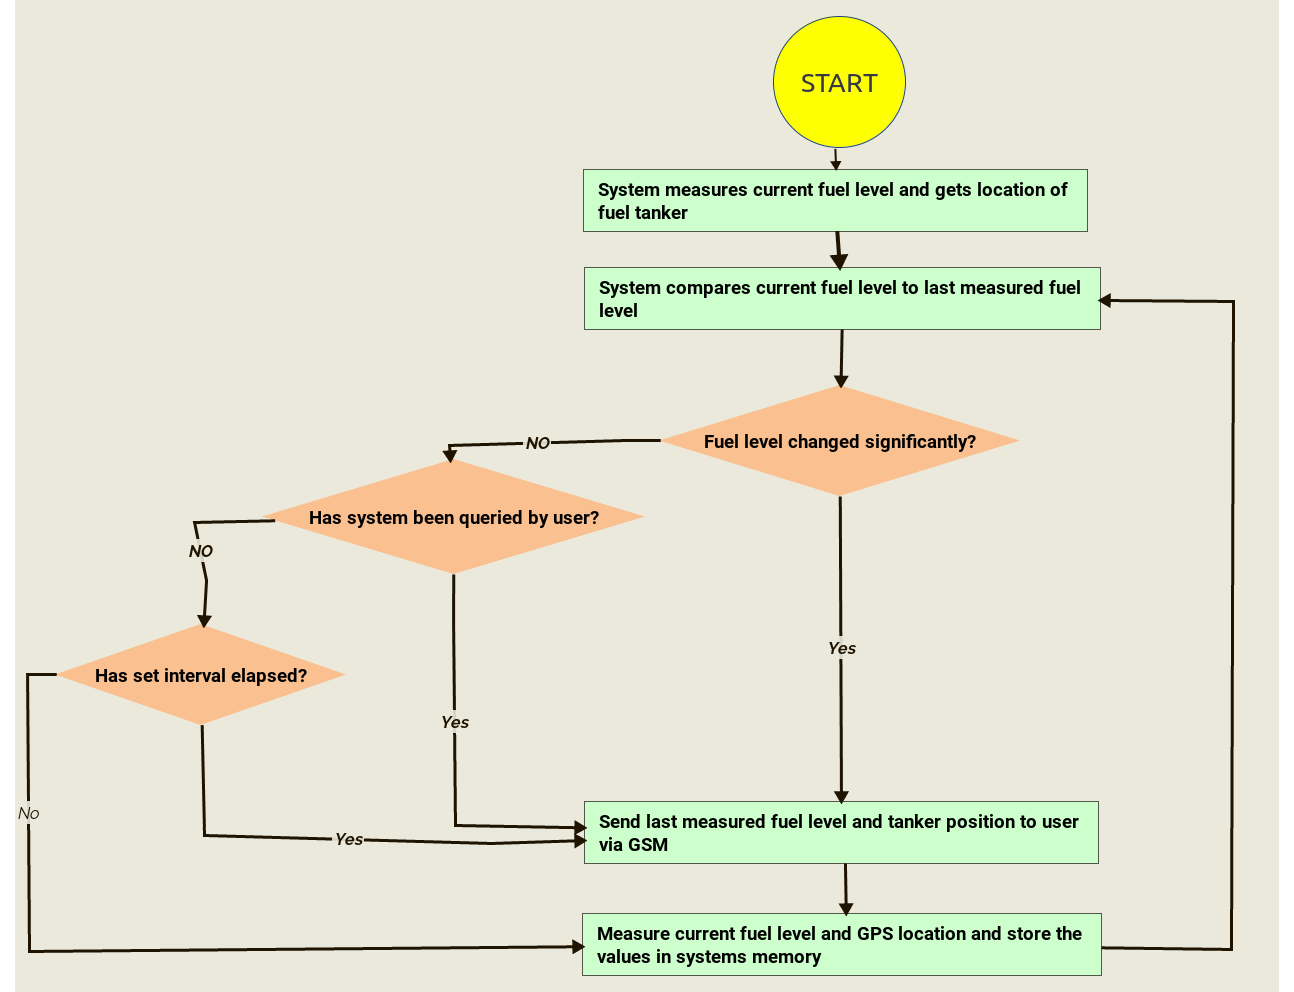 START
System measures current fuel level and gets location of
fuel tanker
System compares current fuel level to last measured fuel
level
Fuel level changed significantly?
NO
Has system been queried by user?
NO
Yes
Has set interval elapsed?
Yes
No
Send last measured fuel level and tanker position to user
via GSM
Yes
Measure current fuel level and GPS location and store the
values in systems memory